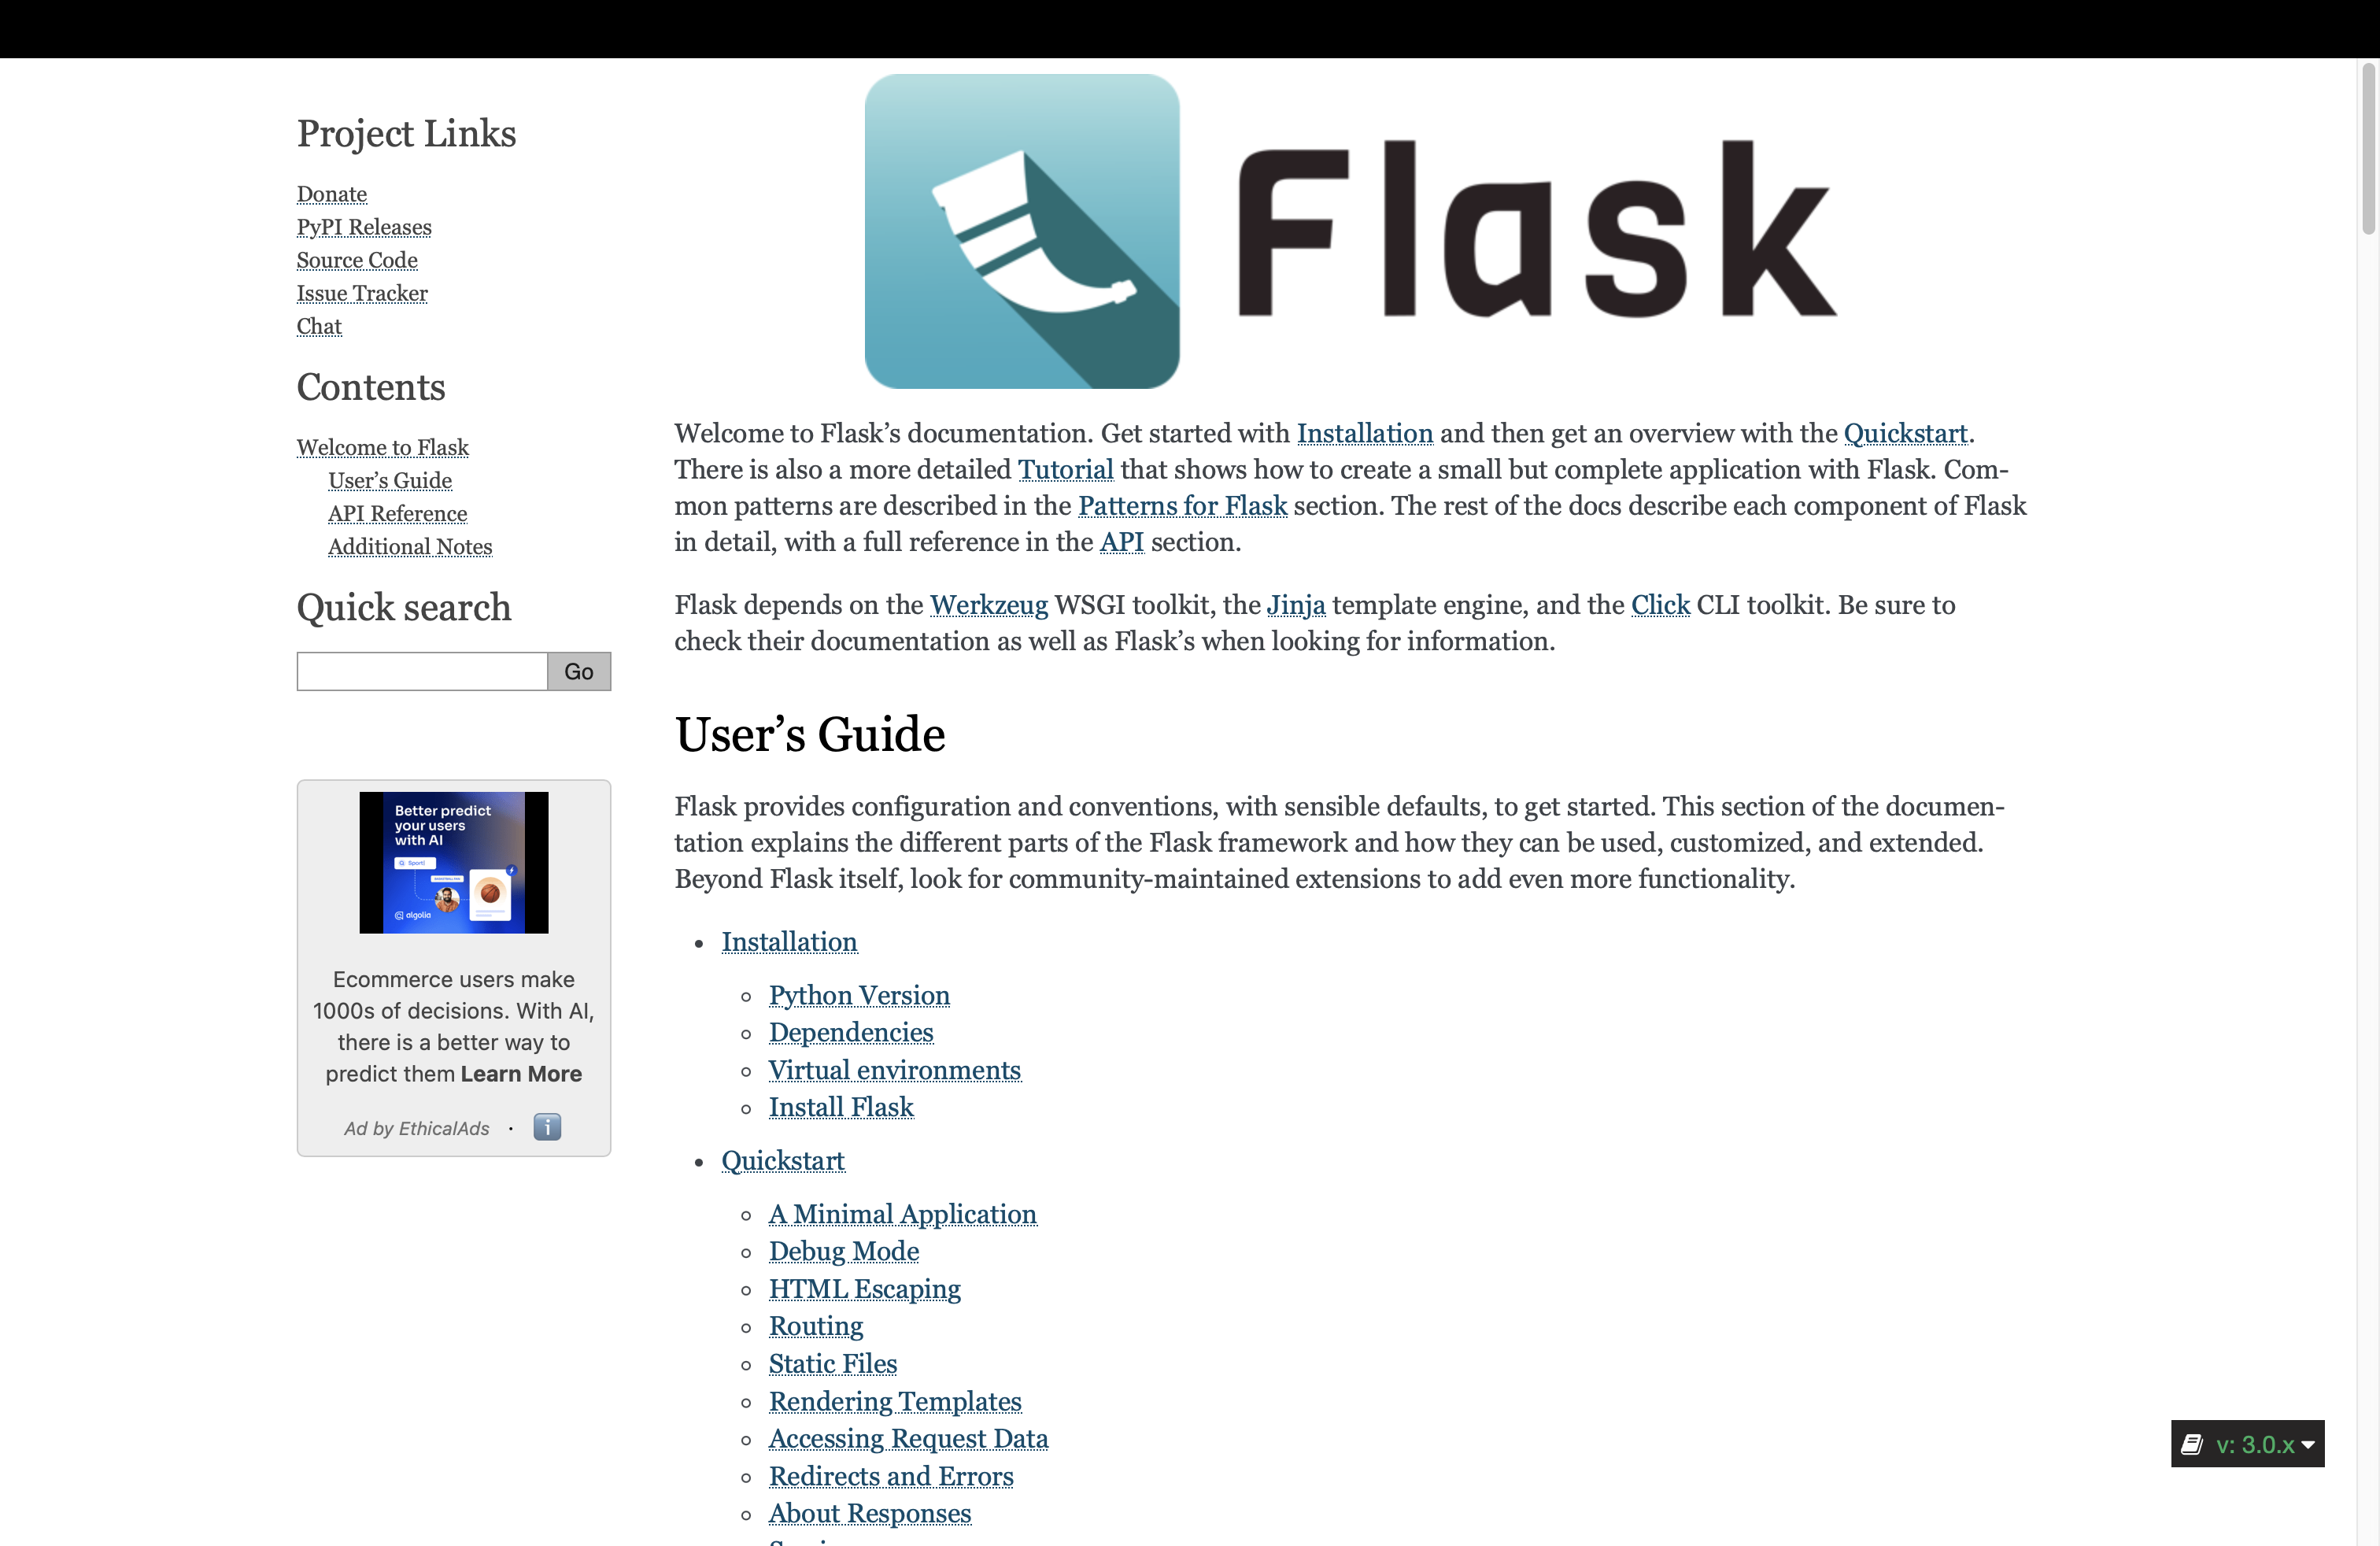 Project Links
Donate
PyPI Releases
Source Code
Issue Tracker
Chat
Contents
Welcome to Flask
User’s Guide
API Reference
Additional Notes
Quick search
Go
Better predict
your users
with AI
algolia
Ecommerce users make
1000s of decisions. With AI,
there is a better way to
predict them Learn More
Ad by EthicalAds ·
Flask
Welcome to Flask’s documentation. Get started with Installation and then get an overview with the Quickstart.
There is also a more detailed Tutorial that shows how to create a small but complete application with Flask. Com-
mon patterns are described in the Patterns for Flask section. The rest of the docs describe each component of Flask
in detail, with a full reference in the API section.
Flask depends on the Werkzeug WSGI toolkit, the Jinja template engine, and the Click CLI toolkit. Be sure to
check their documentation as well as Flask’s when looking for information.
User’s Guide
Flask provides configuration and conventions, with sensible defaults, to get started. This section of the documen-
tation explains the different parts of the Flask framework and how they can be used, customized, and extended.
Beyond Flask itself, look for community-maintained extensions to add even more functionality.
Installation
Python Version
Dependencies
Virtual environments
Install Flask
Quickstart
A Minimal Application
Debug Mode
HTML Escaping
Routing
Static Files
Rendering Templates
Accessing Request Data
Redirects and Errors
About Responses
v: 3.0.x